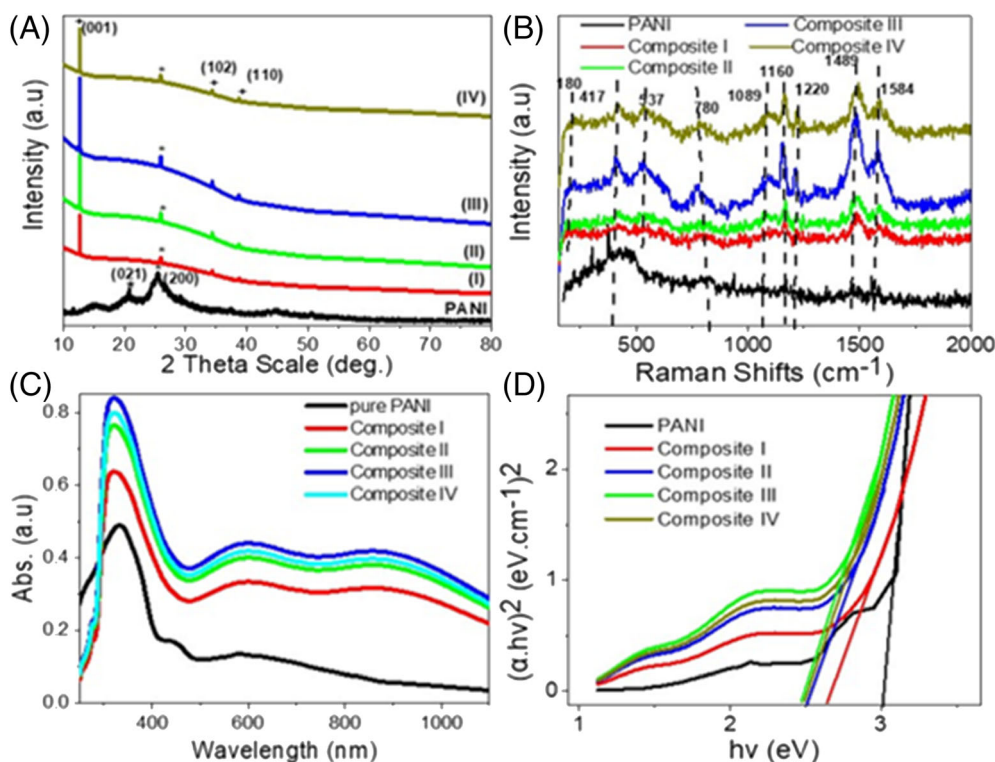 (A)
(001)
(102)
(110)
(IV)
(III)
(II)
(I)
(021)
(200)
PANI
Intensity (a.u)
10 20 30 40 50 60 70 80
2 Theta Scale (deg.)
(B)
PANI
Composite I
Composite II
Composite III
Composite IV
180
417
537
780
1089
1160
1220
1489
1584
Intensity (a.u)
500 1000 1500 2000
Raman Shifts (cm-1)
(C)
pure PANI
Composite I
Composite II
Composite III
Composite IV
0.8
0.6
0.4
0.2
0.0
Abs. (a.u)
400 600 800 1000
Wavelength (nm)
(D)
PANI
Composite I
Composite II
Composite III
Composite IV
2
1
0
(α.hv)2 (eV.cm-1)2
1 2 3
hv (eV)